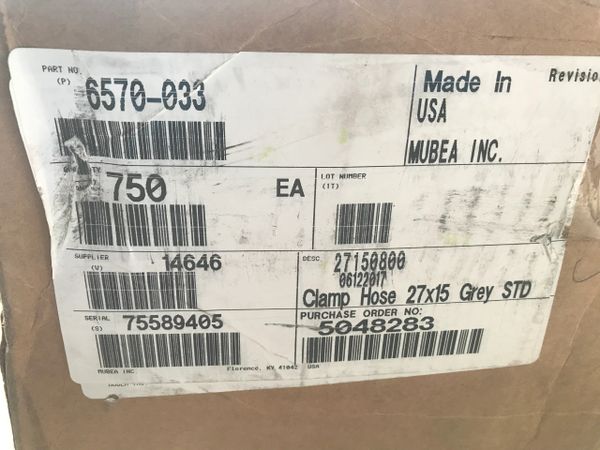 PART NO.
(P)
6570-033
Made In
USA
MUBEA INC.
Revisio
QUANTITY
750
EA
LOT NUMBER
(1T)
SUPPLIER
(V)
14646
DESC
27150800
06122017
Clamp Hose 27x15 Grey STD
SERIAL
(S)
75589405
PURCHASE ORDER NO:
5048283
MUBEA INC
Florence, KY 41042
USA